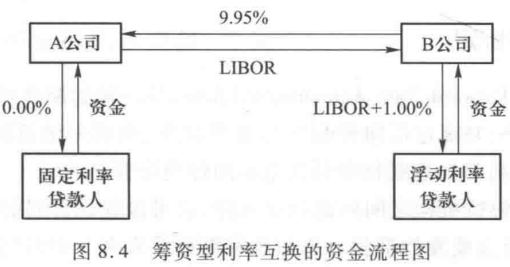 9.95%
A公司
B公司
LIBOR
0.00%
资金
LIBOR+1.00%
资金
固定利率
贷款人
浮动利率
贷款人
图 8.4 筹资型利率互换的资金流程图